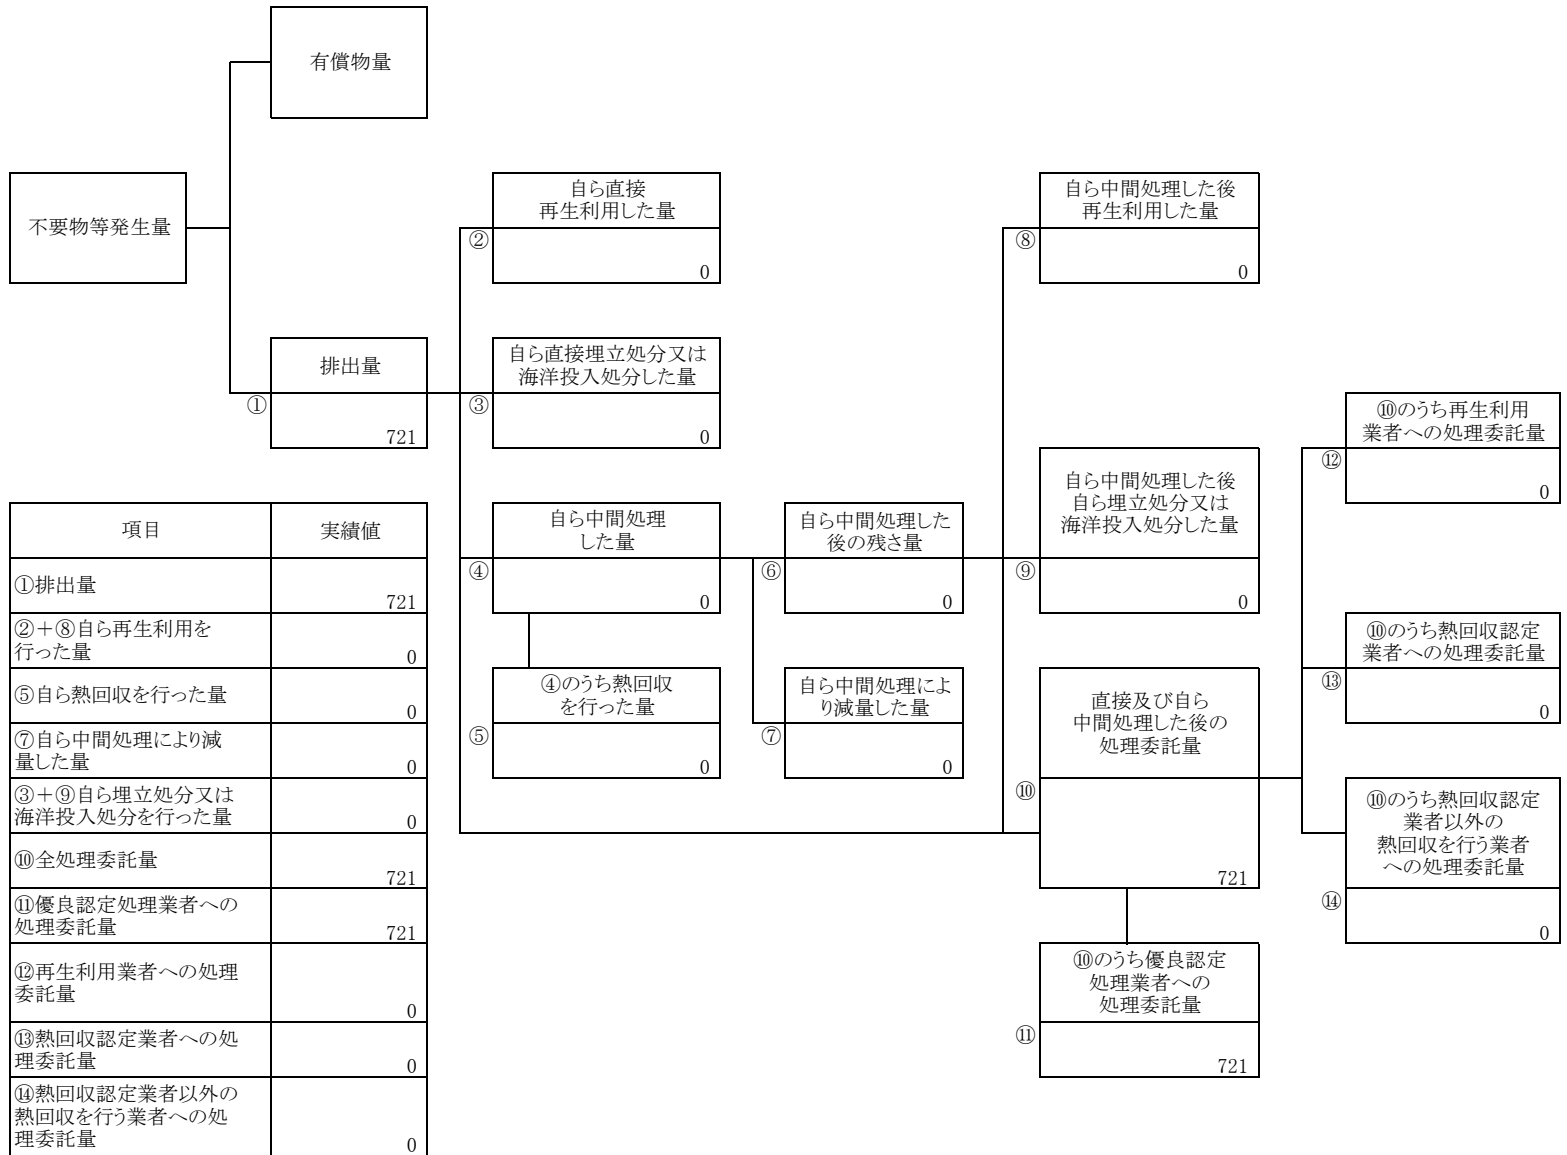 有償物量
不要物等発生量
自ら直接
再生利用した量
②
0
自ら中間処理した後
再生利用した量
⑧
0
排出量
①
721
自ら直接埋立処分又は
海洋投入処分した量
③
0
⑩のうち再生利用
業者への処理委託量
⑫
0
自ら中間処理
した量
④
0
自ら中間処理した
後の残さ量
⑥
0
自ら中間処理した後
自ら埋立処分又は
海洋投入処分した量
⑨
0
⑩のうち熱回収認定
業者への処理委託量
⑬
0
④のうち熱回収
を行った量
⑤
0
自ら中間処理によ
り減量した量
⑦
0
直接及び自ら
中間処理した後の
処理委託量
⑩
721
⑩のうち熱回収認定
業者以外の
熱回収を行う業者
への処理委託量
⑭
0
⑩のうち優良認定
処理業者への
処理委託量
⑪
721
項目 実績値
①排出量
721
②+⑧自ら再生利用を
行った量 0
⑤自ら熱回収を行った量
0
⑦自ら中間処理により減
量した量 0
③+⑨自ら埋立処分又は
海洋投入処分を行った量 0
⑩全処理委託量
721
⑪優良認定処理業者への
処理委託量 721
⑫再生利用業者への処理
委託量
0
⑬熱回収認定業者への処
理委託量 0
⑭熱回収認定業者以外の
熱回収を行う業者への処
理委託量 0